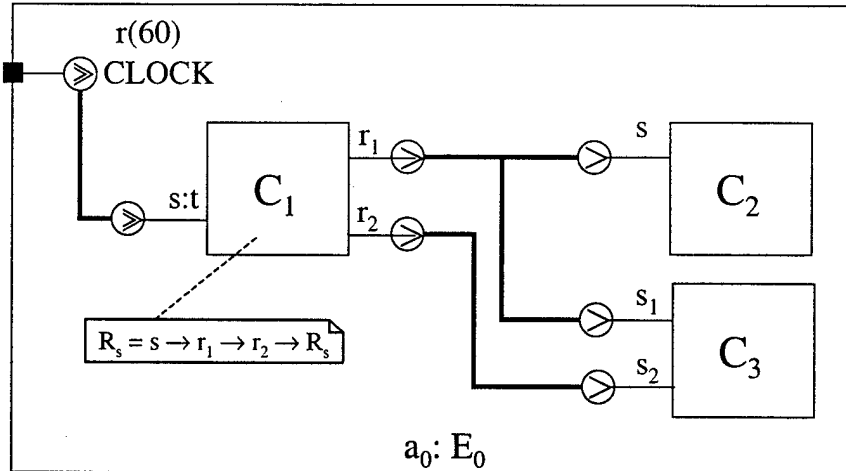 r(60)
CLOCK
s:t
C₁
r₁
r₂
s
C₂
s₁
s₂
C₃
Rₛ = s → r₁ → r₂ → Rₛ
a₀: E₀